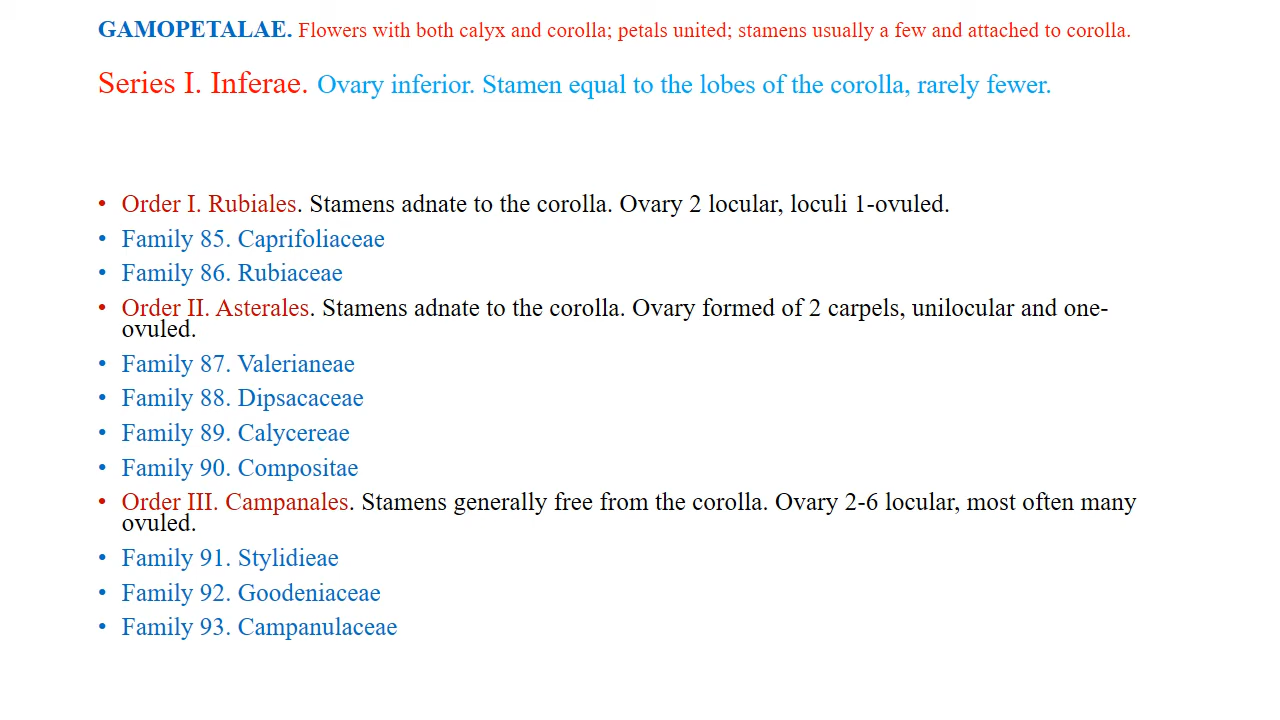 GAMOPETALAE. Flowers with both calyx and corolla; petals united; stamens usually a few and attached to corolla.
Series I. Inferae. Ovary inferior. Stamen equal to the lobes of the corolla, rarely fewer.
• Order I. Rubiales. Stamens adnate to the corolla. Ovary 2 locular, loculi 1-ovuled.
• Family 85. Caprifoliaceae
• Family 86. Rubiaceae
• Order II. Asterales. Stamens adnate to the corolla. Ovary formed of 2 carpels, unilocular and one-
ovuled.
• Family 87. Valerianeae
• Family 88. Dipsacaceae
• Family 89. Calycereae
• Family 90. Compositae
• Order III. Campanales. Stamens generally free from the corolla. Ovary 2-6 locular, most often many
ovuled.
• Family 91. Stylidieae
• Family 92. Goodeniaceae
• Family 93. Campanulaceae